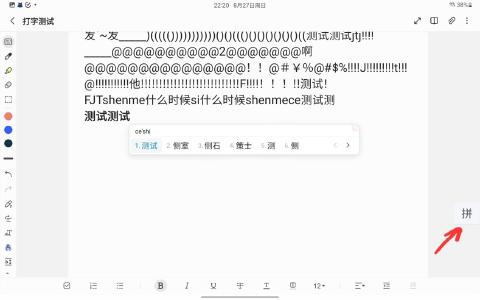 22:20 8月27日周日
38%
打字测试
发 ~发_____)((((()))))))))))()()(()()()()()()((测试测试jtj!!!!
_____@@@@@@@@@@2@@@@@@@啊
@@@@@@@@@@@@@@@！！@＃￥％@#$%!!!!J!!!!!!!!!t!!!
@!!!!!!!!!!!!他!!!!!!!!!!!!!!!!!!!!!!!!!!!!!!F!!!!！！！!!测试!
FJTshenme什么时候si什么时候shenmece测试测
测试测试
ce'shi
1. 测试 2. 侧室 3. 侧石 4. 策士 5. 测 6. 侧
拼
B I U T T 12